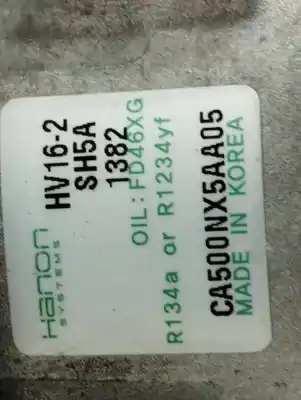 Hanon
SYSTEMS
HV16-2
SH5A
1382
OIL:FD46XG
R134a or R1234yf
CA500NX5AA05
MADE IN KOREA